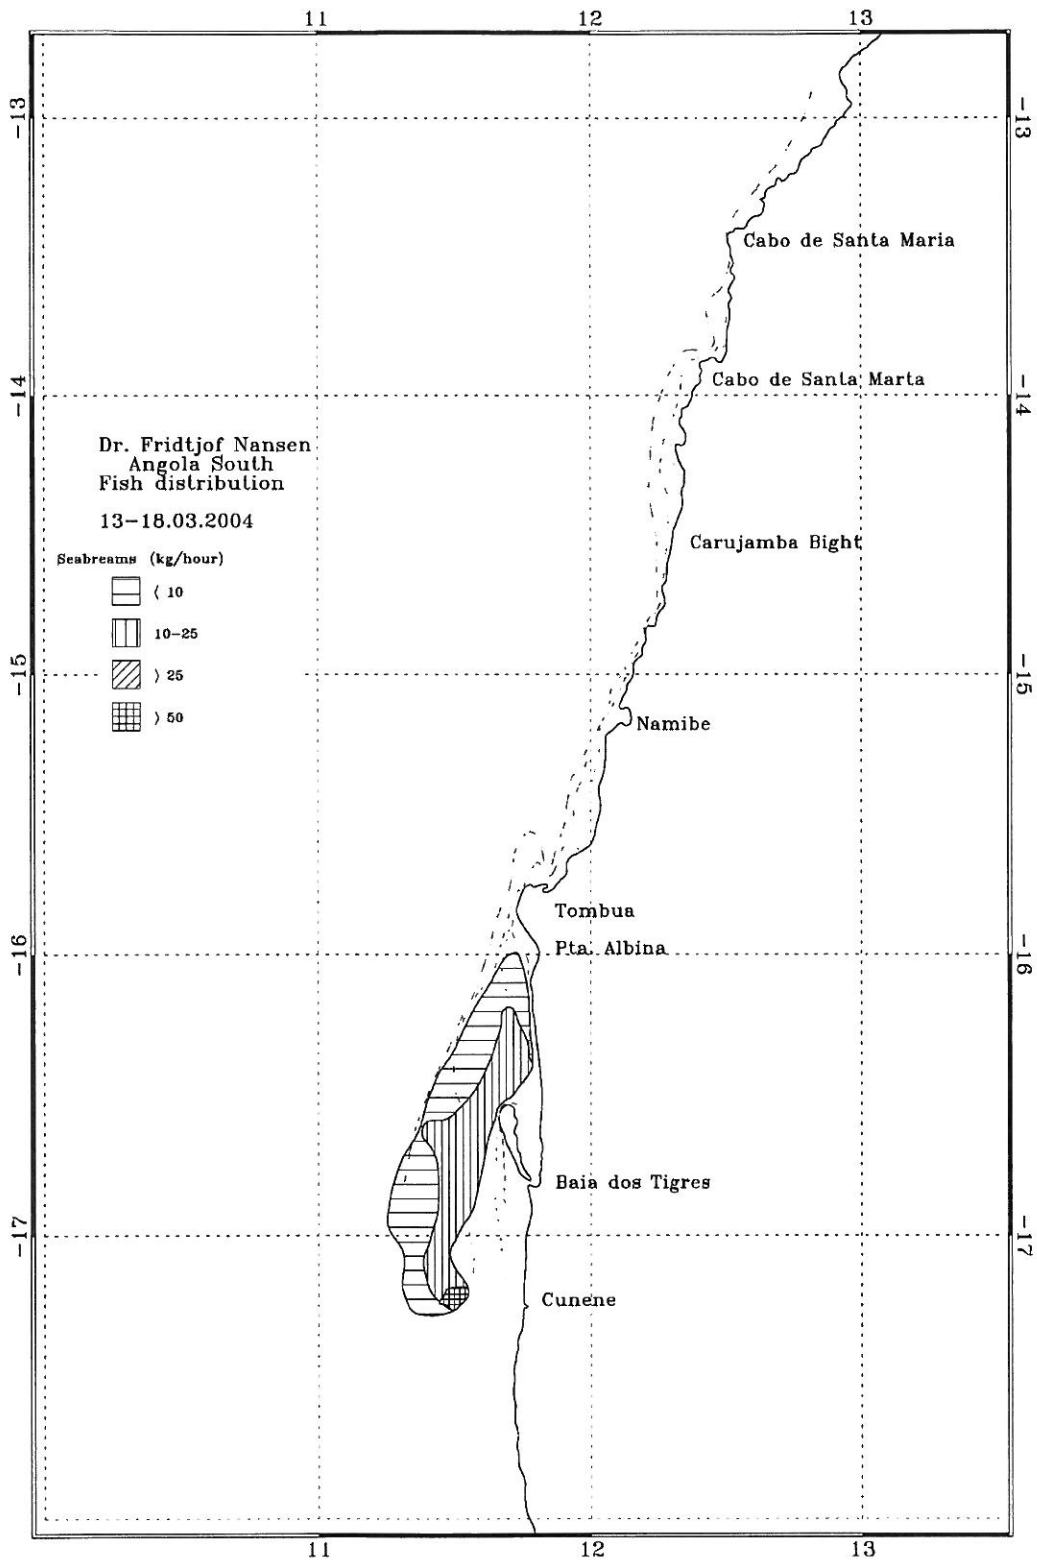 11 12 13
-13 -13
Cabo de Santa Maria
Cabo de Santa Marta
-14 -14
Dr. Fridtjof Nansen
Angola South
Fish distribution
13-18.03.2004
Carujamba Bight
Seabreams (kg/hour)
< 10
10-25
> 25
-15 -15
> 50
Namibe
Tombua
Pta. Albina
-16 -16
Baia dos Tigres
-17 -17
Cunene
11 12 13